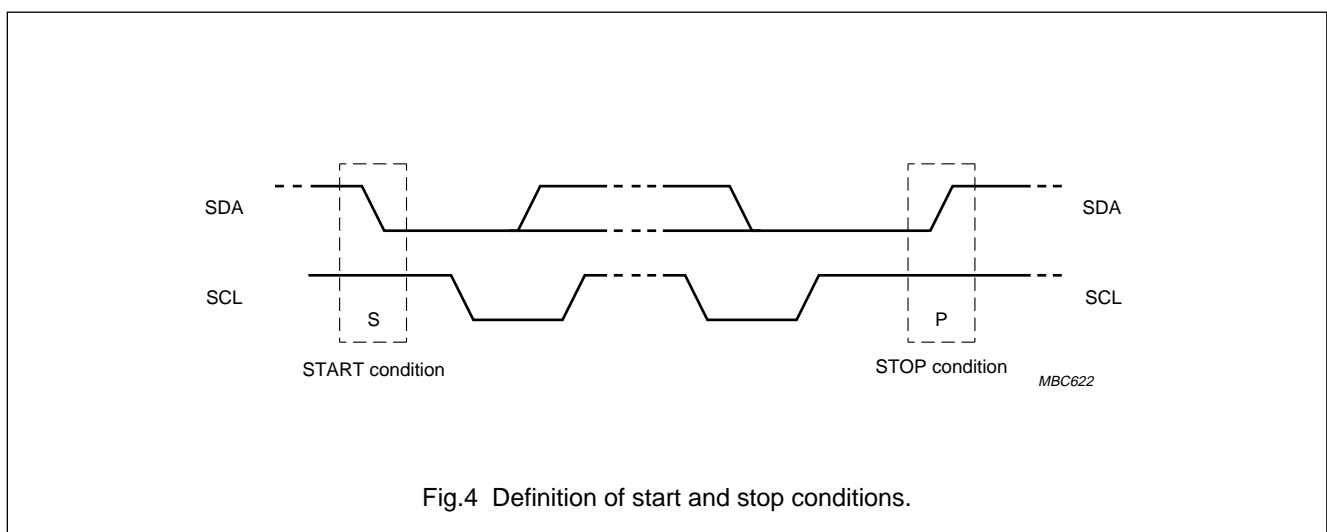 SDA
SDA
SCL
SCL
S
P
START condition
STOP condition
MBC622
Fig.4 Definition of start and stop conditions.